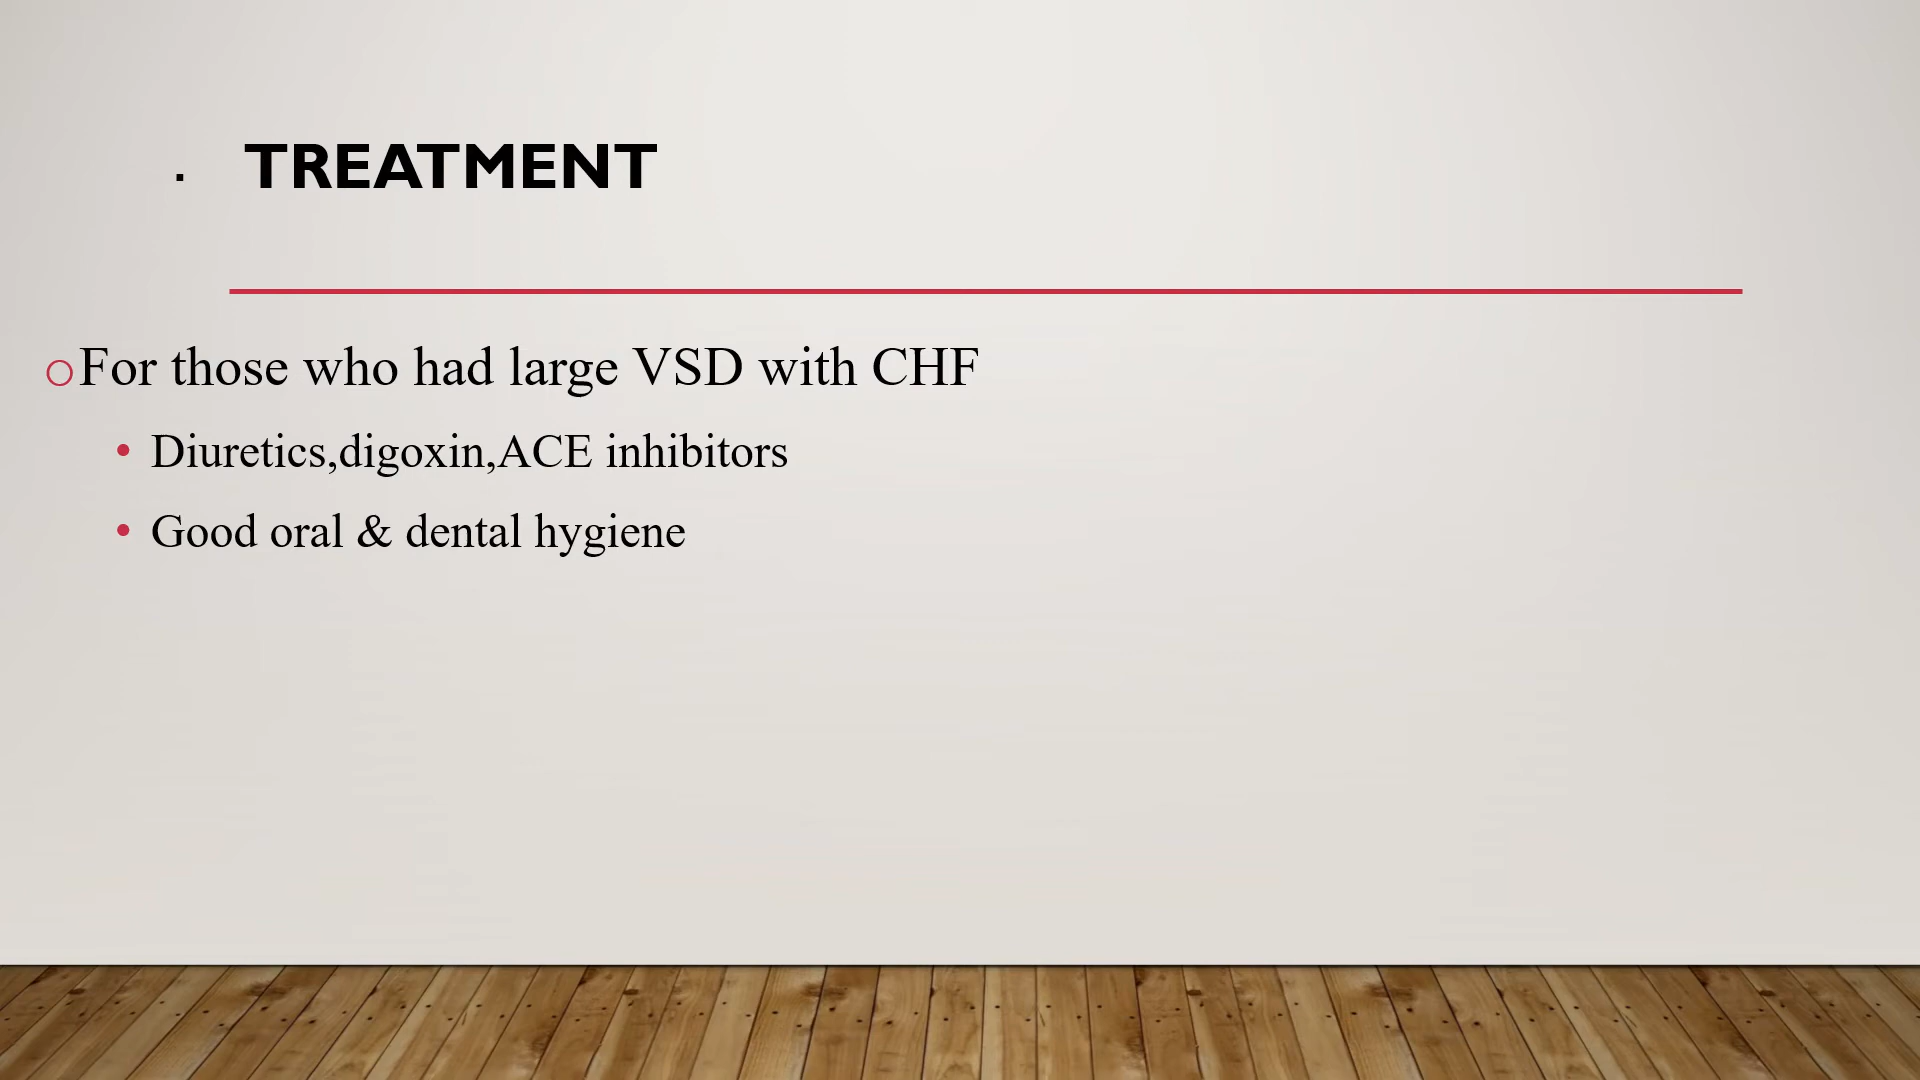 . TREATMENT
For those who had large VSD with CHF
• Diuretics,digoxin,ACE inhibitors
• Good oral & dental hygiene